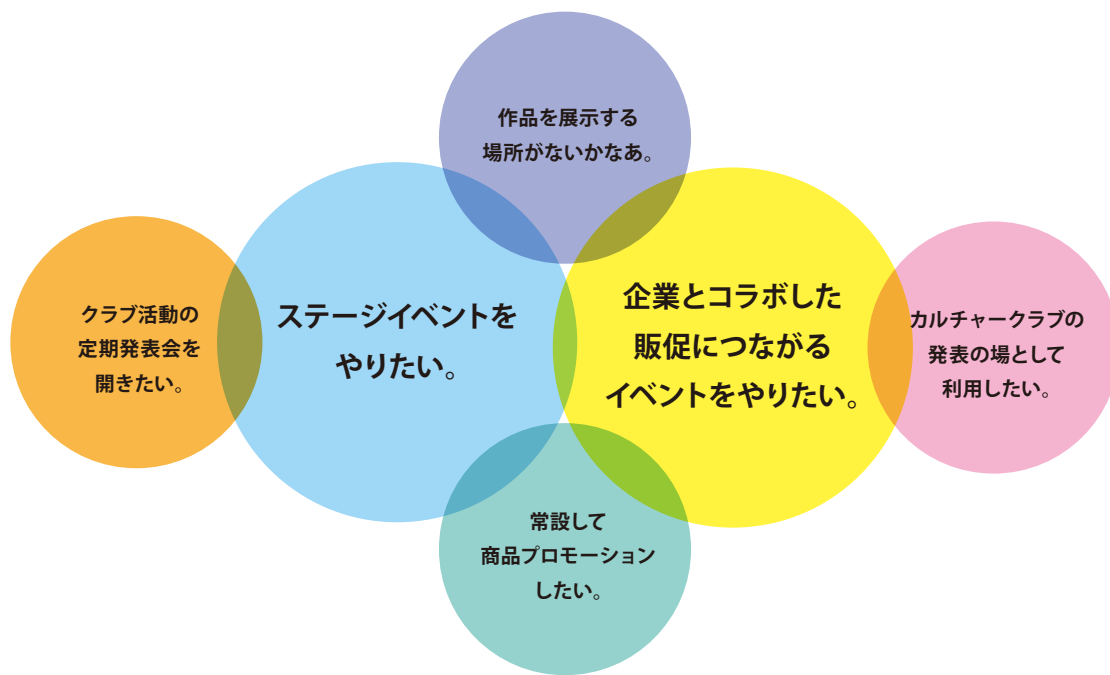 作品を展示する
場所がないかなあ。
クラブ活動の
定期発表会を
開きたい。
ステージイベントを
やりたい。
企業とコラボした
販促につながる
イベントをやりたい。
カルチャークラブの
発表の場として
利用したい。
常設して
商品プロモーション
したい。